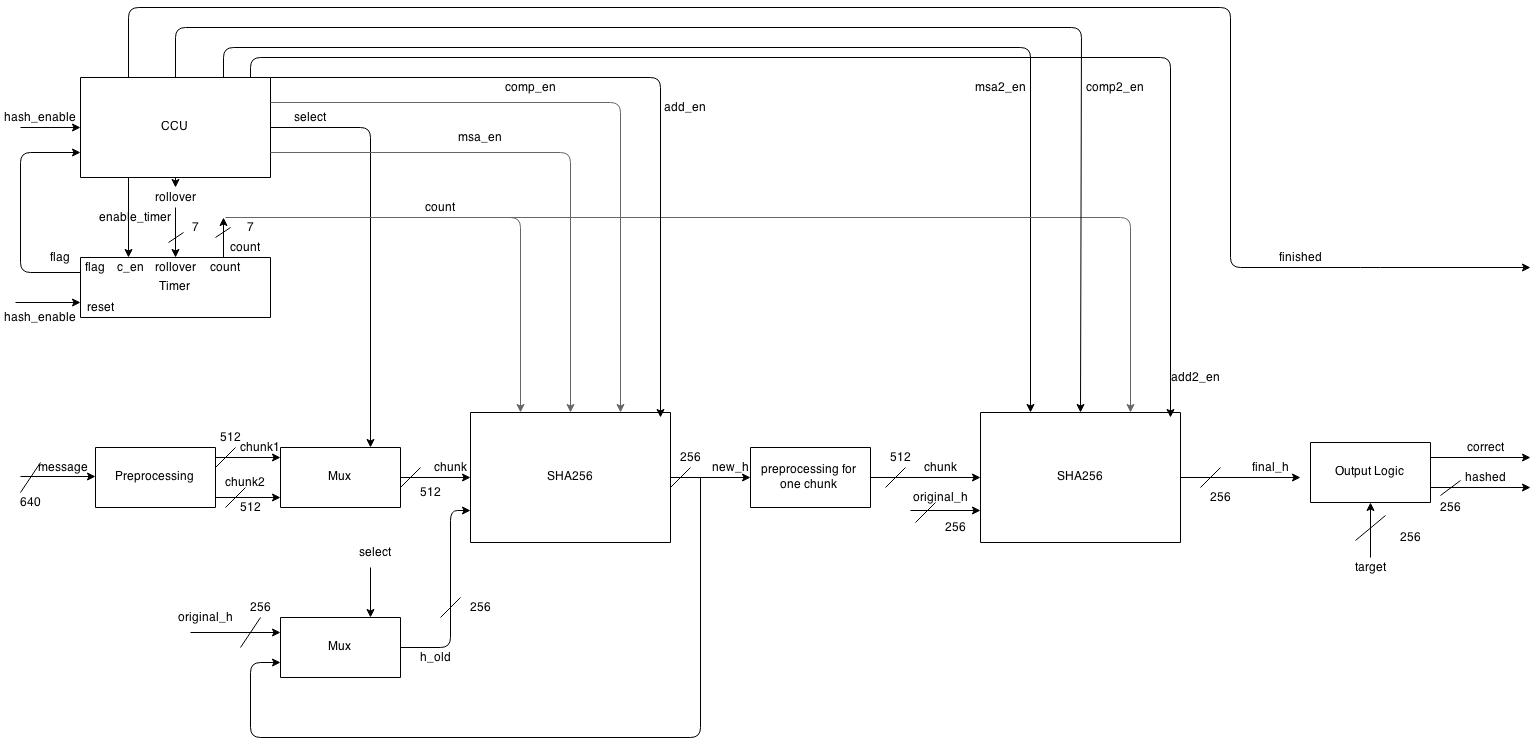 comp_en
msa2_en
comp2_en
add_en
hash_enable
CCU
select
msa_en
rollover
enable_timer
7
7
count
count
flag
flag
c_en
rollover
count
Timer
reset
hash_enable
finished
add2_en
512
chunk1
message
Preprocessing
640
chunk2
512
Mux
chunk
512
SHA256
256
new_h
preprocessing for
one chunk
512
chunk
original_h
256
SHA256
final_h
256
Output Logic
correct
hashed
256
256
target
select
original_h
256
Mux
h_old
256